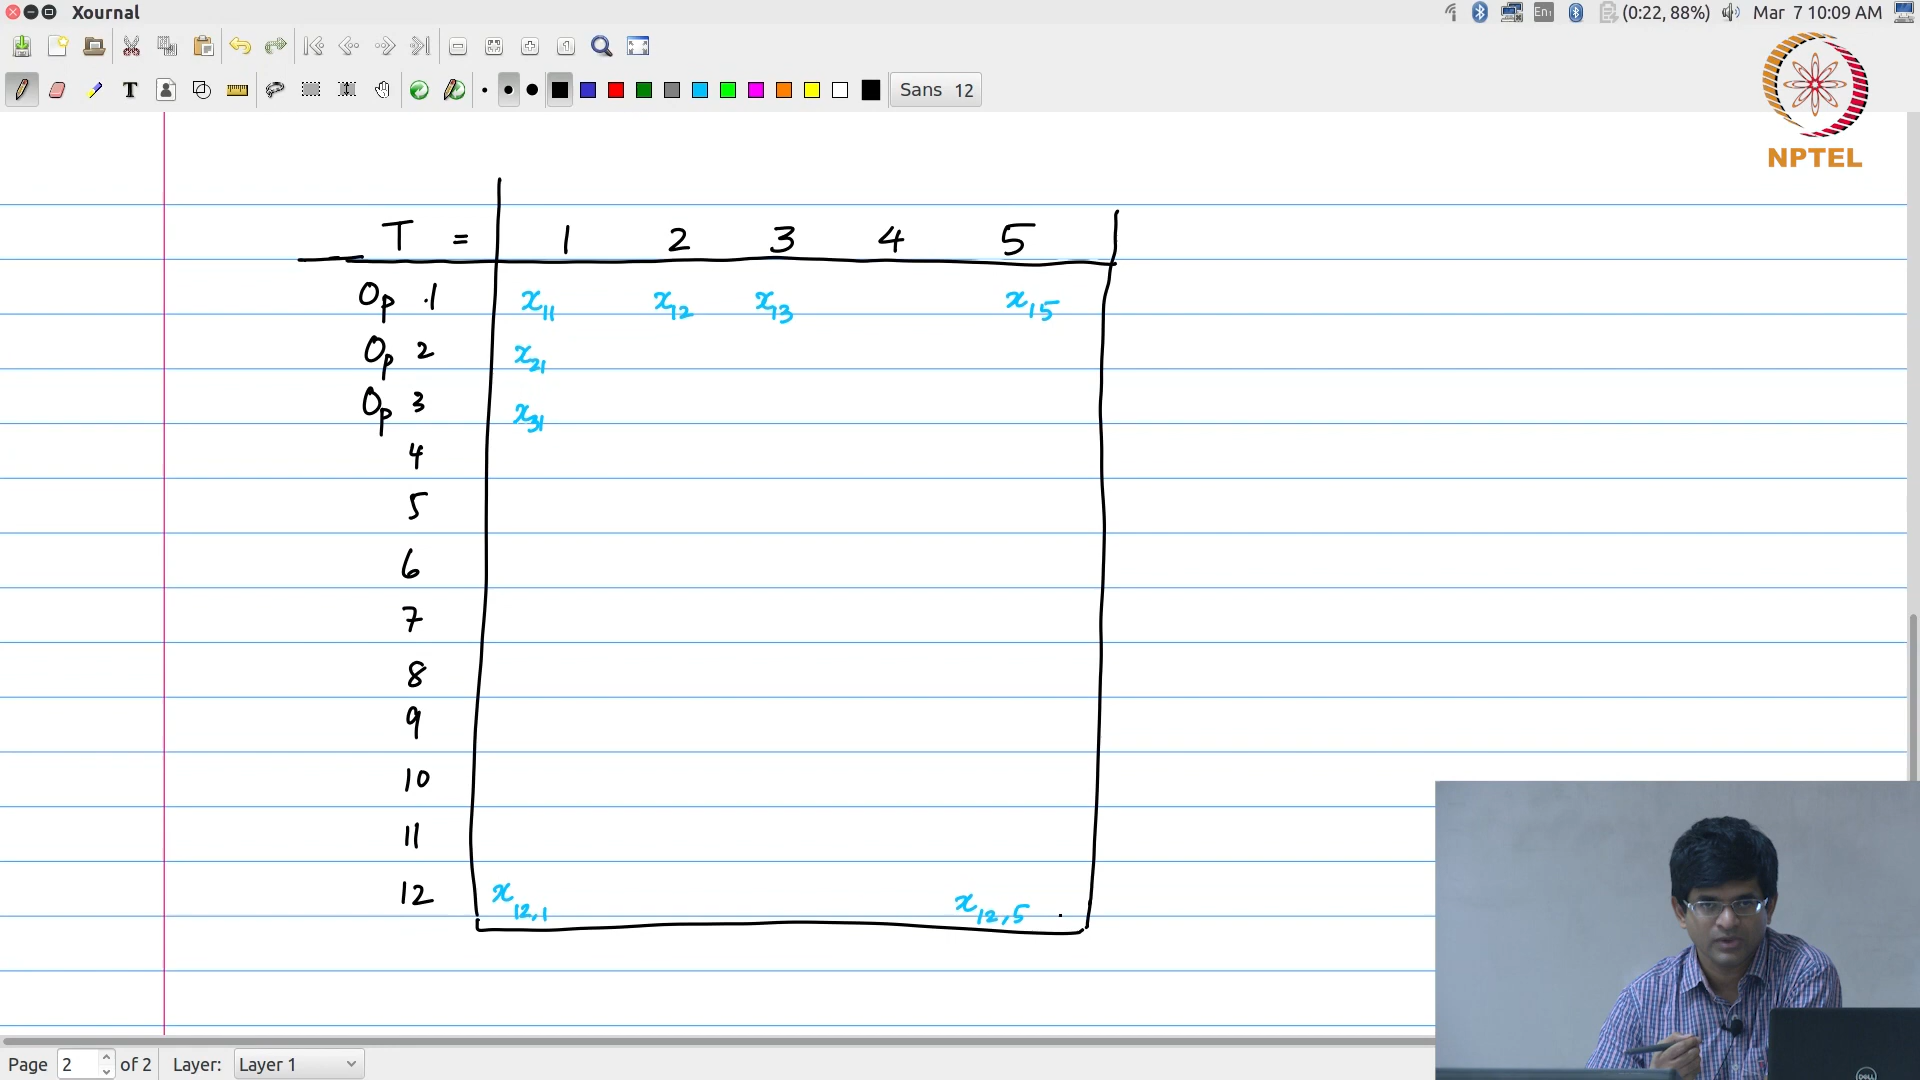 Xournal
En1
(0:22, 88%)
Mar 7 10:09 AM
T
Sans 12
NPTEL
T = 1 2 3 4 5
Op .1 x11 x12 x13 x15
Op 2 x21
Op 3 x31
4
5
6
7
8
9
10
11
12 x12,1 x12,5
DELL
Page 2 of 2 Layer: Layer 1